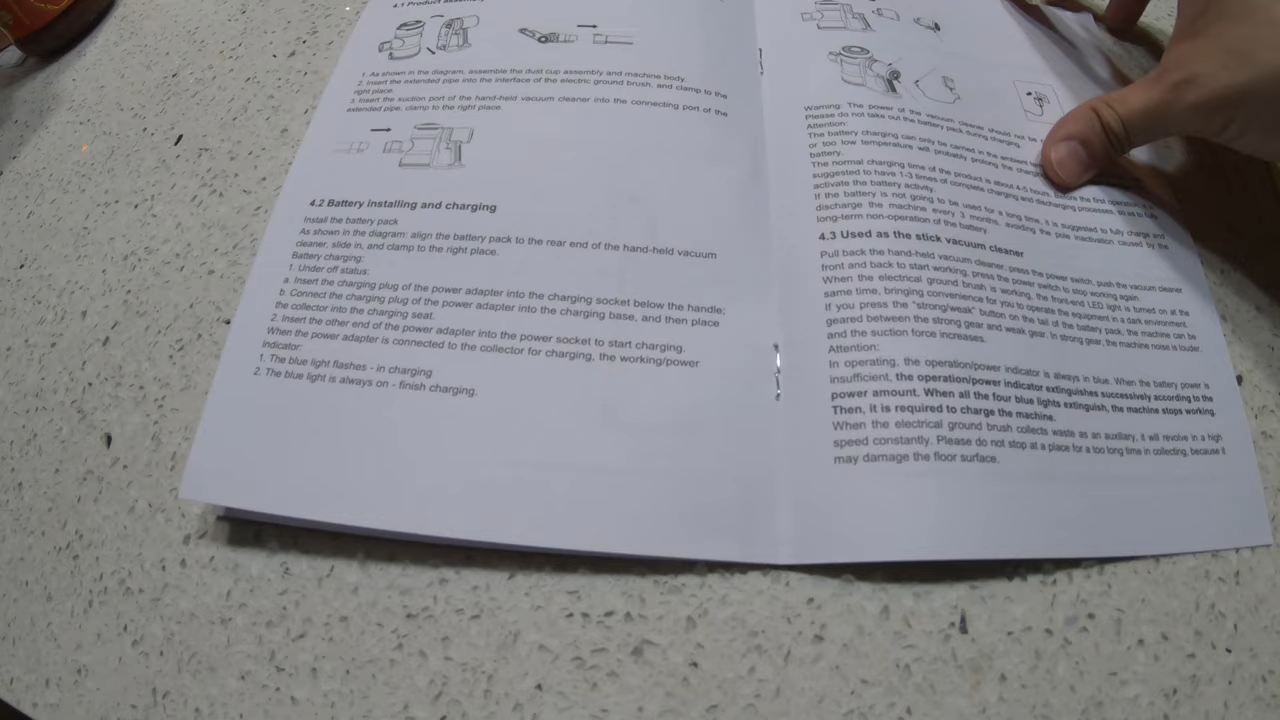 4.1 Product
1. As shown in the diagram, assemble the dust cup assembly and machine body.
2. Insert the extended pipe into the interface of the electric ground brush, and clamp to the
right place.
3. Insert the suction port of the hand-held vacuum cleaner into the connecting port of the
extended pipe, clamp to the right place.
4.2 Battery installing and charging
Install the battery pack
As shown in the diagram: align the battery pack to the rear end of the hand-held vacuum
cleaner, slide in, and clamp to the right place.
Battery charging:
1. Under off status:
a. Insert the charging plug of the power adapter into the charging socket below the handle;
b. Connect the charging plug of the power adapter into the charging base, and then place
the collector into the charging seat.
2. Insert the other end of the power adapter into the power socket to start charging.
When the power adapter is connected to the collector for charging, the working/power
indicator:
1. The blue light flashes - in charging
2. The blue light is always on - finish charging.
Warning: The power of the vacuum cleaner should not be
Please do not take out the battery pack during charging.
Attention:
The battery charging can only be carried in the ambient
or too low temperature will probably prolong the
battery.
The normal charging time of the product is about 4-5 hours. Before the first operation, it is
suggested to have 1-3 times of complete charging and discharging processes, so as to fully
activate the battery activity.
If the battery is not going to be used for a long time, it is suggested to fully charge and
discharge the machine every 3 months, avoiding the pole inactivation caused by the
long-term non-operation of the battery.
4.3 Used as the stick vacuum cleaner
Pull back the hand-held vacuum cleaner, press the power switch, push the vacuum cleaner
front and back to start working, press the power switch to stop working again.
When the electrical ground brush is working, the front-end LED light is turned on at the
same time, bringing convenience for you to operate the equipment in a dark environment.
If you press the "strong/weak" button on the tail of the battery pack, the machine can be
geared between the strong gear and weak gear. In strong gear, the machine noise is louder
and the suction force increases.
Attention:
In operating, the operation/power indicator is always in blue. When the battery power is
insufficient, the operation/power indicator extinguishes successively according to the
power amount. When all the four blue lights extinguish, the machine stops working.
Then, it is required to charge the machine.
When the electrical ground brush collects waste as an auxiliary, it will revolve in a high
speed constantly. Please do not stop at a place for a too long time in collecting, because it
may damage the floor surface.